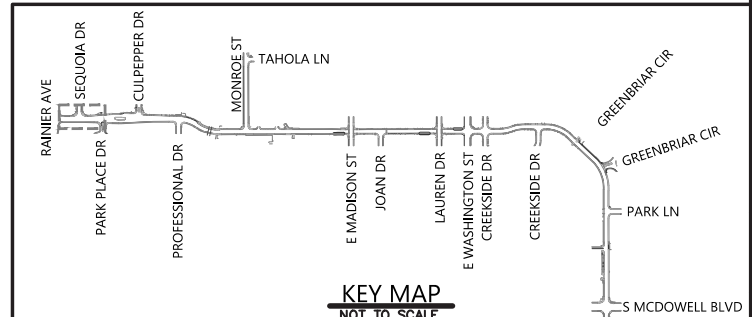 RAINIER AVE
SEQUOIA DR
PARK PLACE DR
CULPEPPER DR
PROFESSIONAL DR
MONROE ST
TAHOLA LN
E MADISON ST
JOAN DR
LAUREN DR
E WASHINGTON ST
CREEKSIDE DR
CREEKSIDE DR
GREENBRIAR CIR
GREENBRIAR CIR
PARK LN
S MCDOWELL BLVD
KEY MAP
NOT TO SCALE